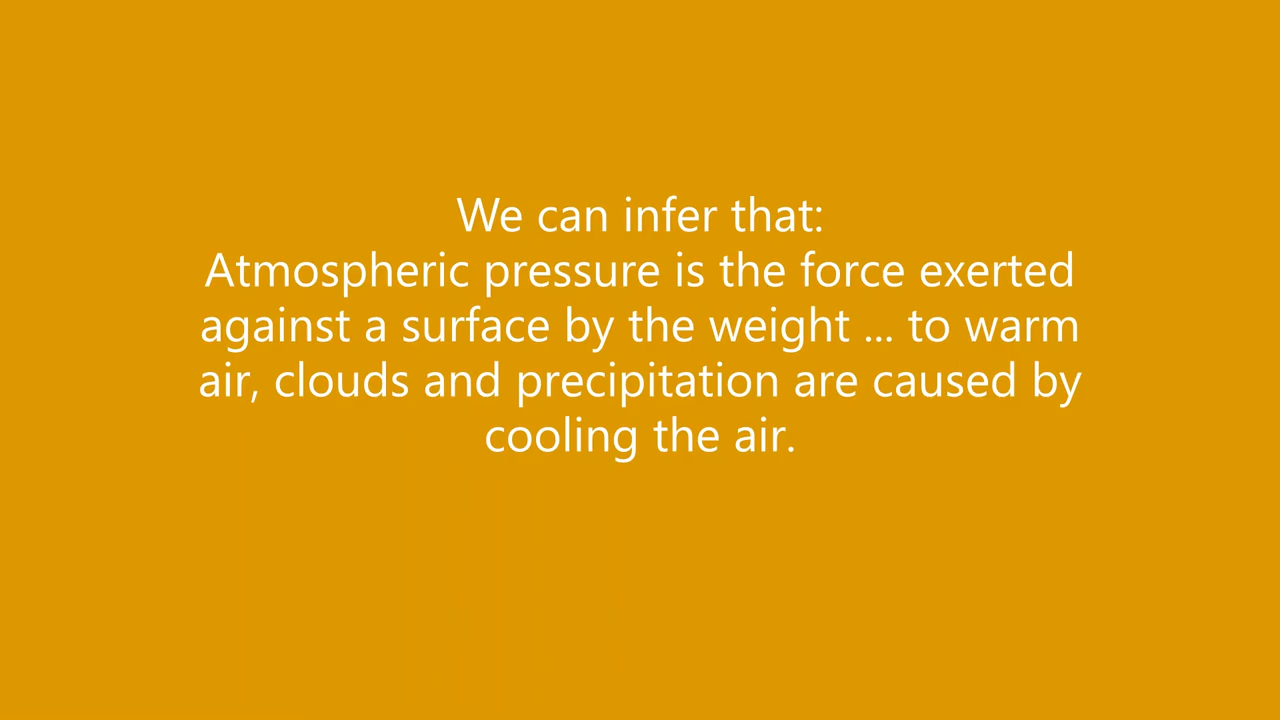 We can infer that:
Atmospheric pressure is the force exerted
against a surface by the weight ... to warm
air, clouds and precipitation are caused by
cooling the air.